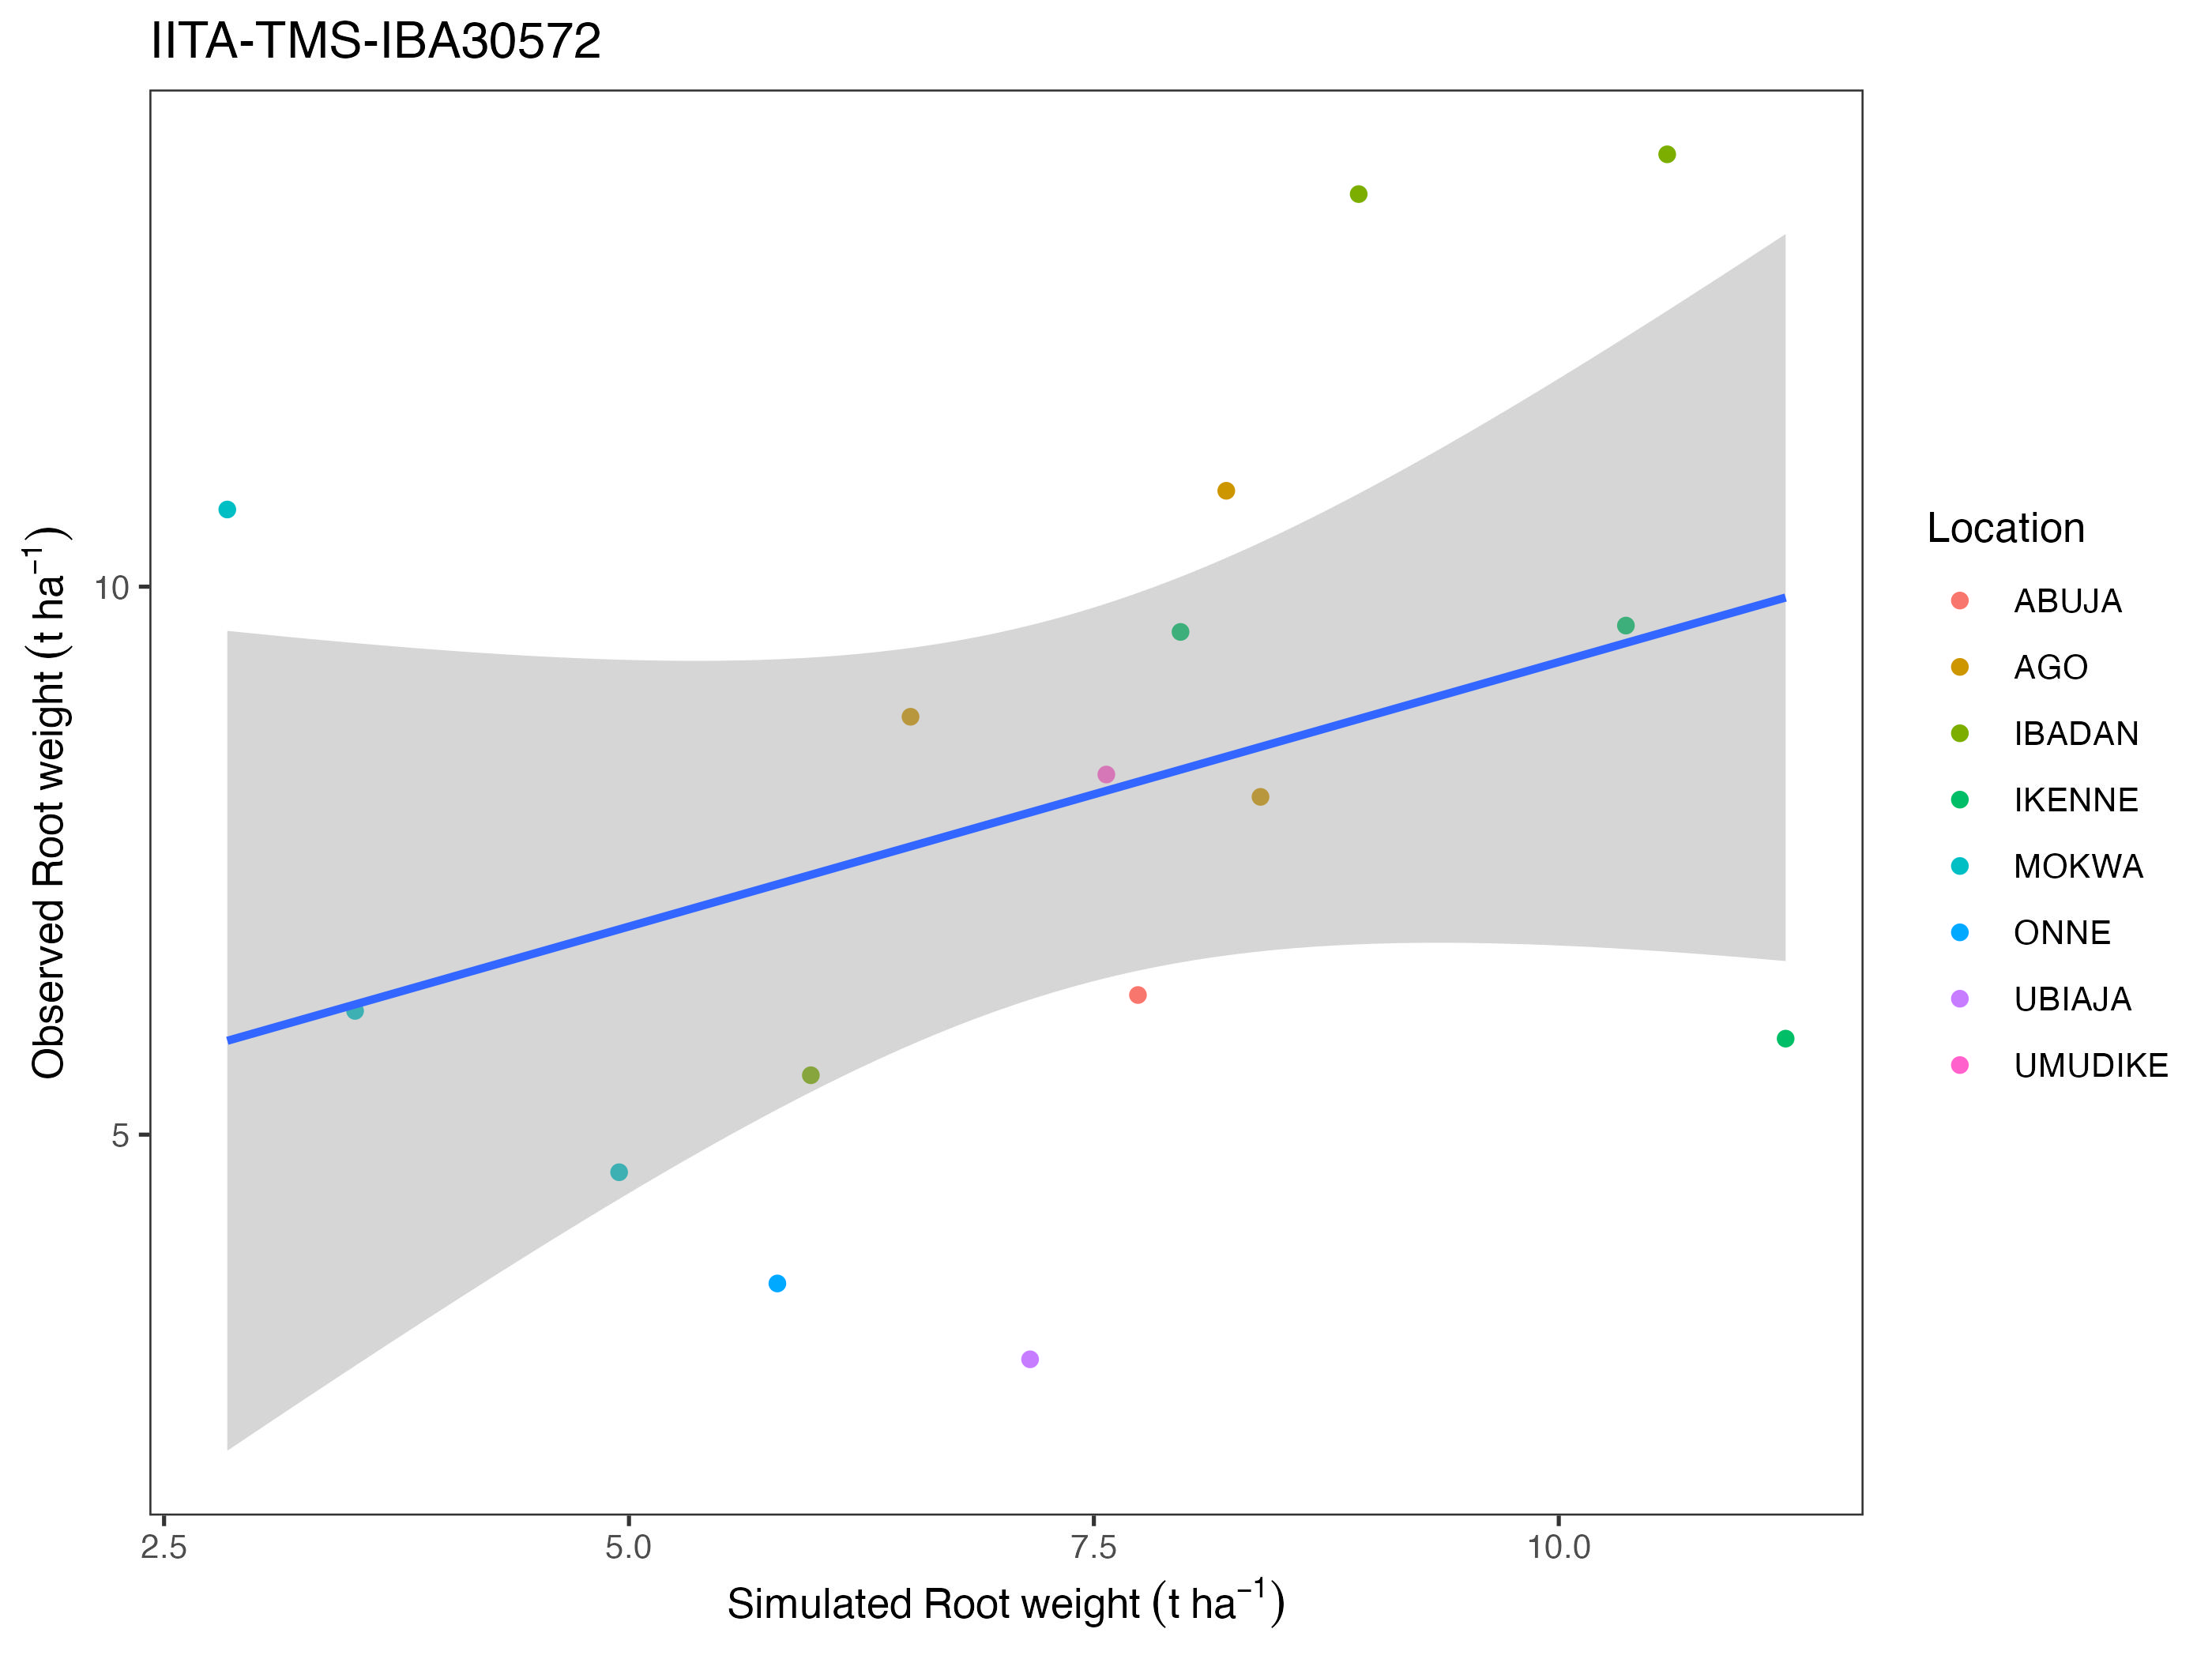 IITA-TMS-IBA30572
Observed Root weight (t ha⁻¹)
10
5
2.5 5.0 7.5 10.0
Simulated Root weight (t ha⁻¹)
Location
ABUJA
AGO
IBADAN
IKENNE
MOKWA
ONNE
UBIAJA
UMUDIKE